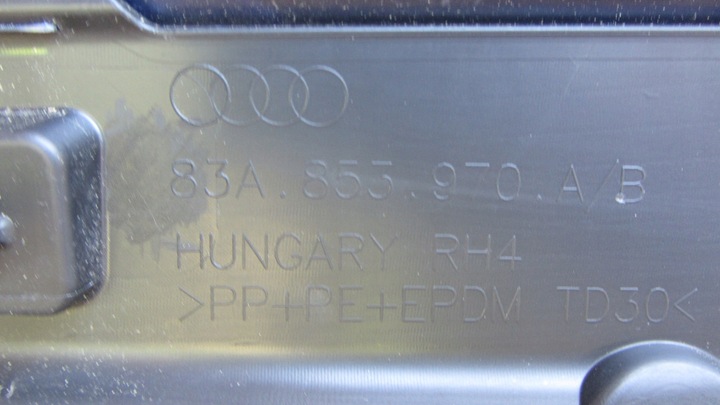 83A.853.970.A/B
HUNGARY RH4
>PP+PE+EPDM TD30<